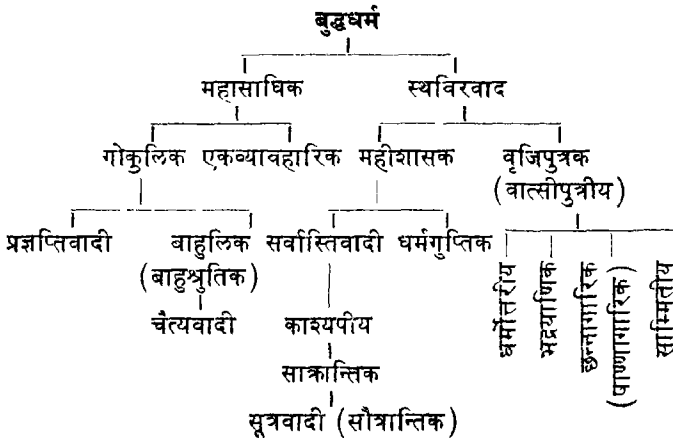 बुद्धधर्म
महासाघिक स्थविरवाद
गोकुलिक एकव्यावहारिक महीशासक वृजिपुत्रक
(वात्सीपुत्रीय)
प्रज्ञप्तिवादी बाहुलिक सर्वास्तिवादी धर्मगुप्तिक
(बाहुश्रुतिक)
चैत्यवादी काश्यपीय
धर्मोत्तरीय
भद्रयाणिक
छन्नागारिक
(पाण्णागारिक)
साम्मितीय
साक्रान्तिक
सूत्रवादी (सौत्रान्तिक)